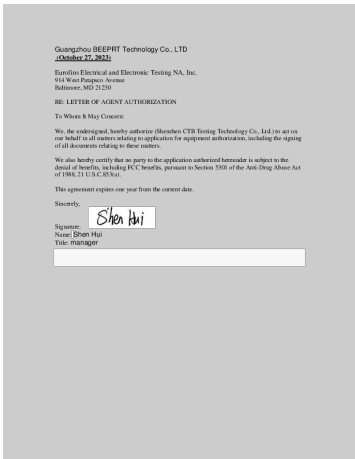 Guangzhou BEEPRT Technology Co., LTD
(October 27, 2023)
Eurofins Electrical and Electronic Testing NA, Inc.
914 West Patapsco Avenue
Baltimore, MD 21230
RE: LETTER OF AGENT AUTHORIZATION
To Whom It May Concern:
We, the undersigned, hereby authorize (Shenzhen CTB Testing Technology Co., Ltd.) to act on
our behalf in all matters relating to application for equipment authorization, including the signing
of all documents relating to these matters.
We also hereby certify that no party to the application authorized hereunder is subject to the
denial of benefits, including FCC benefits, pursuant to Section 5301 of the Anti-Drug Abuse Act
of 1988, 21 U.S.C.853(a).
This agreement expires one year from the current date.
Sincerely,
Shen Hui
Signature:
Name: Shen Hui
Title: manager